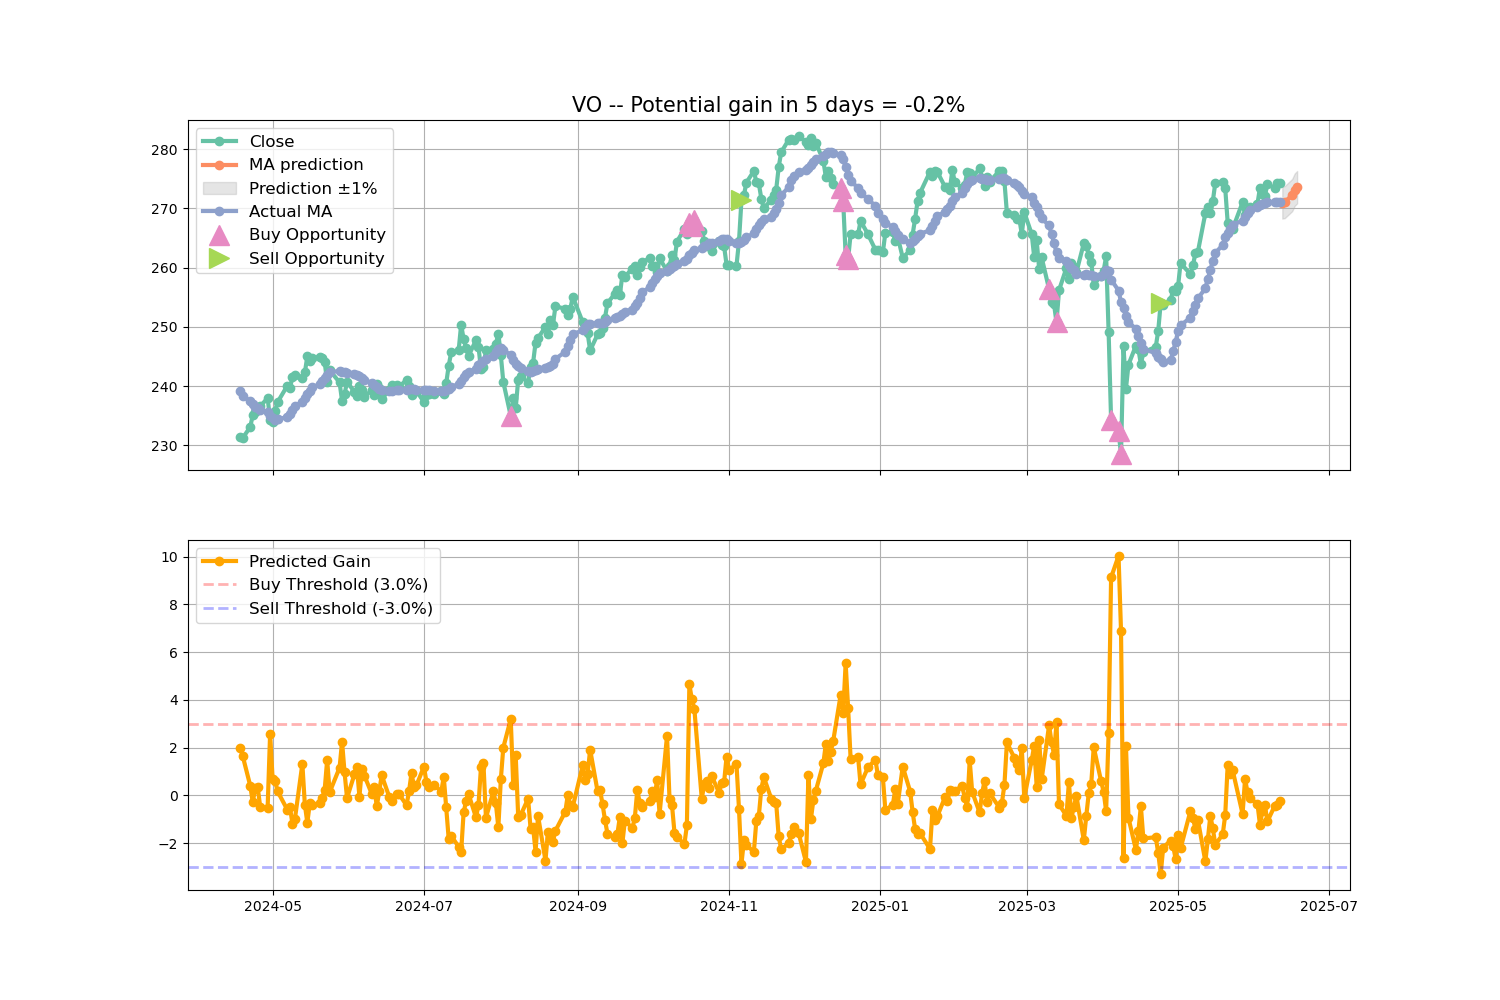 VO -- Potential gain in 5 days = -0.2%
280
270
260
250
240
230
Close
MA prediction
Prediction ±1%
Actual MA
Buy Opportunity
Sell Opportunity
10
8
6
4
2
0
−2
Predicted Gain
Buy Threshold (3.0%)
Sell Threshold (-3.0%)
2024-05
2024-07
2024-09
2024-11
2025-01
2025-03
2025-05
2025-07